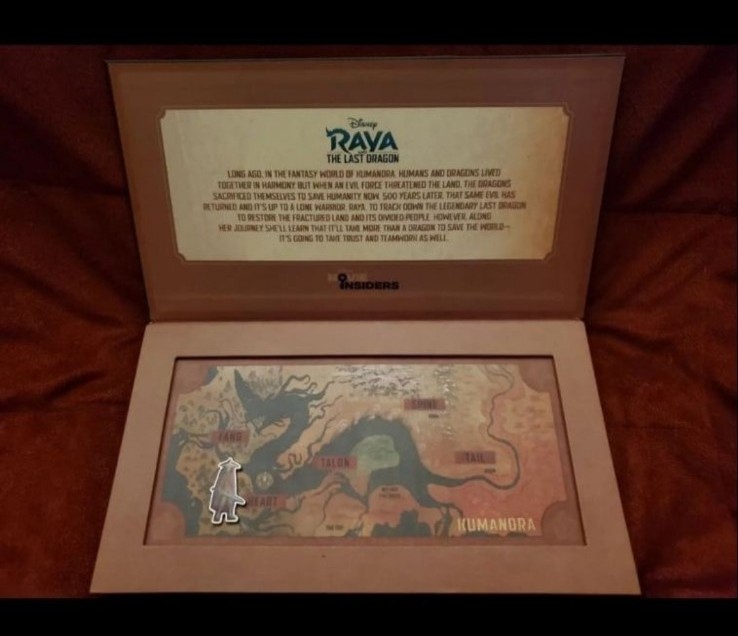 Disney
RAYA
AND
THE LAST DRAGON
LONG AGO, IN THE FANTASY WORLD OF KUMANDRA, HUMANS AND DRAGONS LIVED
TOGETHER IN HARMONY. BUT WHEN AN EVIL FORCE THREATENED THE LAND, THE DRAGONS
SACRIFICED THEMSELVES TO SAVE HUMANITY. NOW, 500 YEARS LATER, THAT SAME EVIL HAS
RETURNED AND IT'S UP TO A LONE WARRIOR, RAYA, TO TRACK DOWN THE LEGENDARY LAST DRAGON
TO RESTORE THE FRACTURED LAND AND ITS DIVIDED PEOPLE. HOWEVER, ALONG
HER JOURNEY, SHE'LL LEARN THAT IT'LL TAKE MORE THAN A DRAGON TO SAVE THE WORLD—
IT'S GOING TO TAKE TRUST AND TEAMWORK AS WELL.
MOVIE
INSIDERS
SPINE
FANG
TALON
TAIL
HEART
KUMANDRA